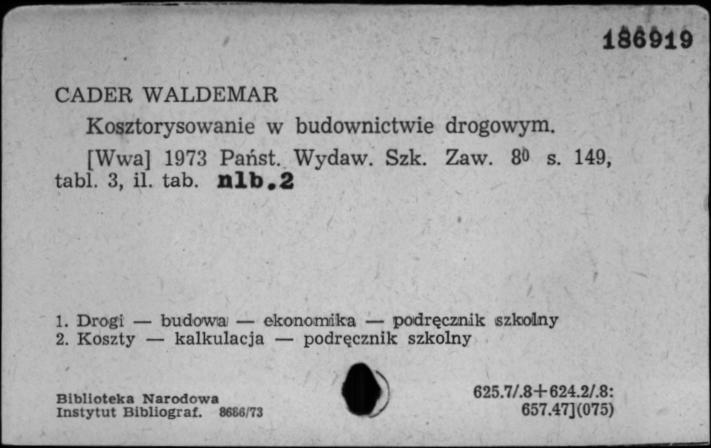 186919
CADER WALDEMAR
Kosztorysowanie w budownictwie drogowym.
[Wwa] 1973 Państ. Wydaw. Szk. Zaw. 8⁰ s. 149,
tabl. 3, il. tab. nlb.2
1. Drogi — budowa — ekonomika — podręcznik szkolny
2. Koszty — kalkulacja — podręcznik szkolny
Biblioteka Narodowa
Instytut Bibliograf. 8686/73
625.7/.8+624.2/.8:
657.47](075)